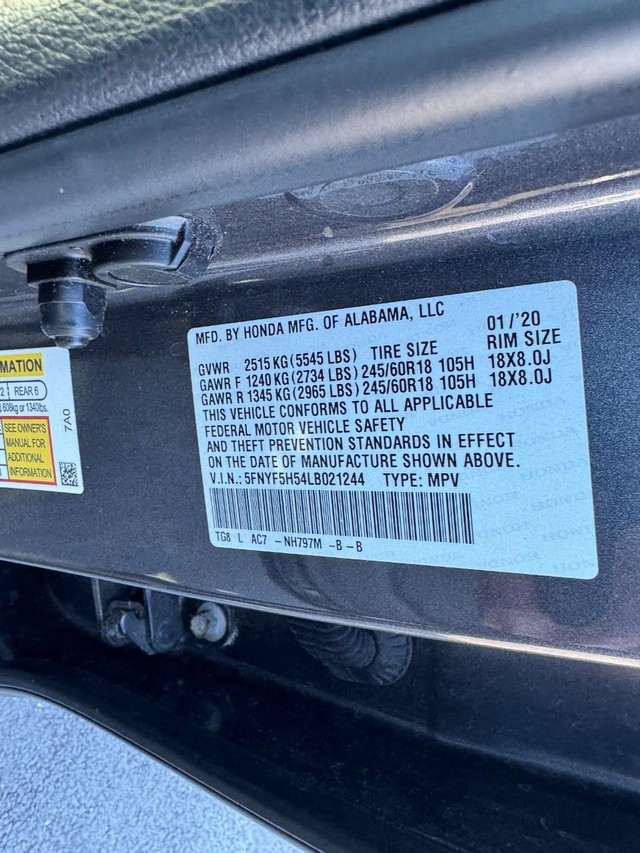 MFD. BY HONDA MFG. OF ALABAMA, LLC 01/'20
GVWR 2515 KG (5545 LBS) TIRE SIZE RIM SIZE
GAWR F 1240 KG (2734 LBS) 245/60R18 105H 18X8.0J
GAWR R 1345 KG (2965 LBS) 245/60R18 105H 18X8.0J
THIS VEHICLE CONFORMS TO ALL APPLICABLE
FEDERAL MOTOR VEHICLE SAFETY
AND THEFT PREVENTION STANDARDS IN EFFECT
ON THE DATE OF MANUFACTURE SHOWN ABOVE.
V.I.N.: 5FNYF5H54LB021244 TYPE: MPV
TG8 L AC7 -NH797M -B-B
MATION
2 REAR 6
608kg or 1340lbs.
SEE OWNER'S
MANUAL FOR
ADDITIONAL
INFORMATION
7A0